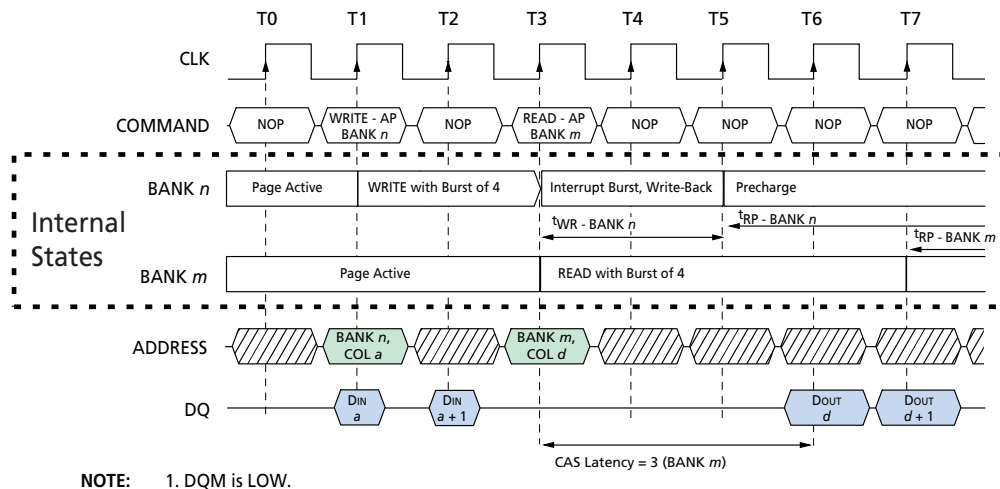 T0 T1 T2 T3 T4 T5 T6 T7
CLK
COMMAND NOP WRITE - AP BANK n NOP READ - AP BANK m NOP NOP NOP NOP
Internal States
BANK n Page Active WRITE with Burst of 4 Interrupt Burst, Write-Back Precharge
tWR - BANK n tRP - BANK n
tRP - BANK m
BANK m Page Active READ with Burst of 4
ADDRESS BANK n, COL a BANK m, COL d
DQ DIN a DIN a + 1 DOUT d DOUT d + 1
CAS Latency = 3 (BANK m)
NOTE: 1. DQM is LOW.